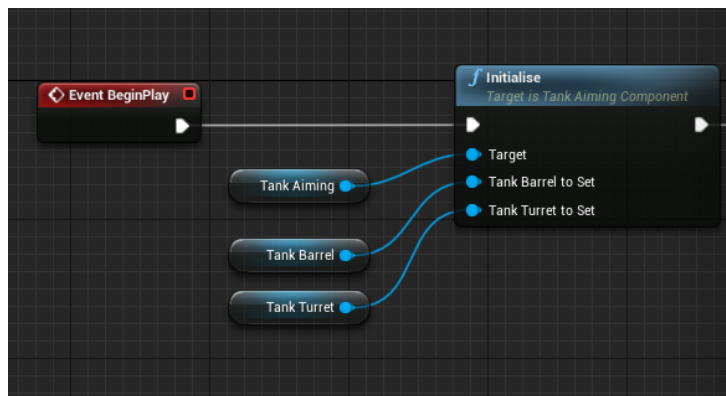 Event BeginPlay
f Initialise
Target is Tank Aiming Component
Target
Tank Barrel to Set
Tank Turret to Set
Tank Aiming
Tank Barrel
Tank Turret